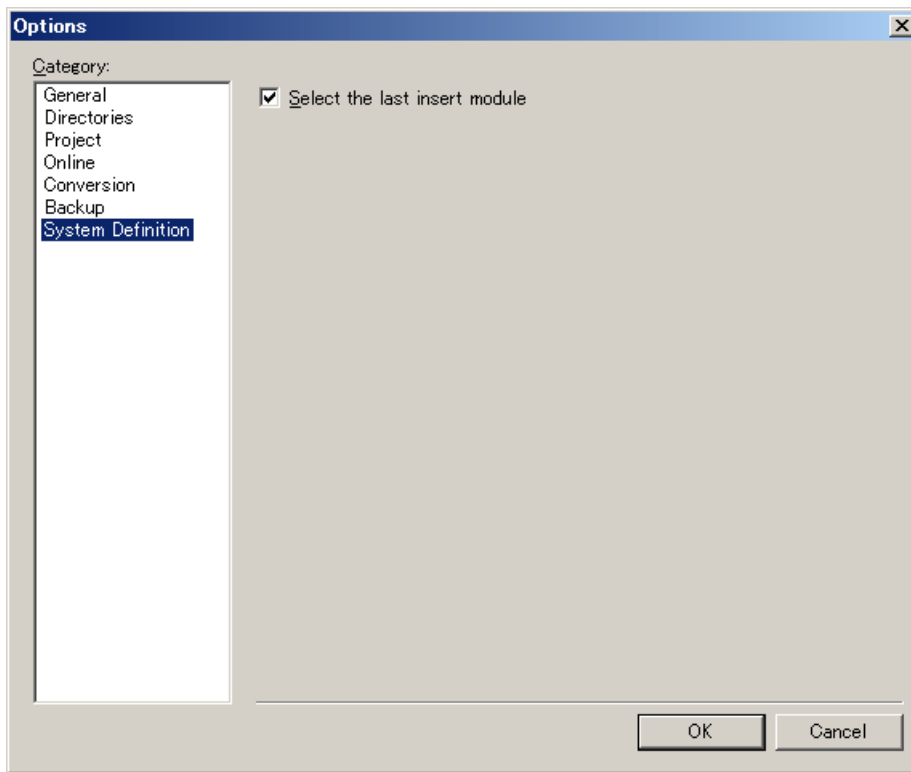 Options
Category:
General
Directories
Project
Online
Conversion
Backup
System Definition
Select the last insert module
OK
Cancel